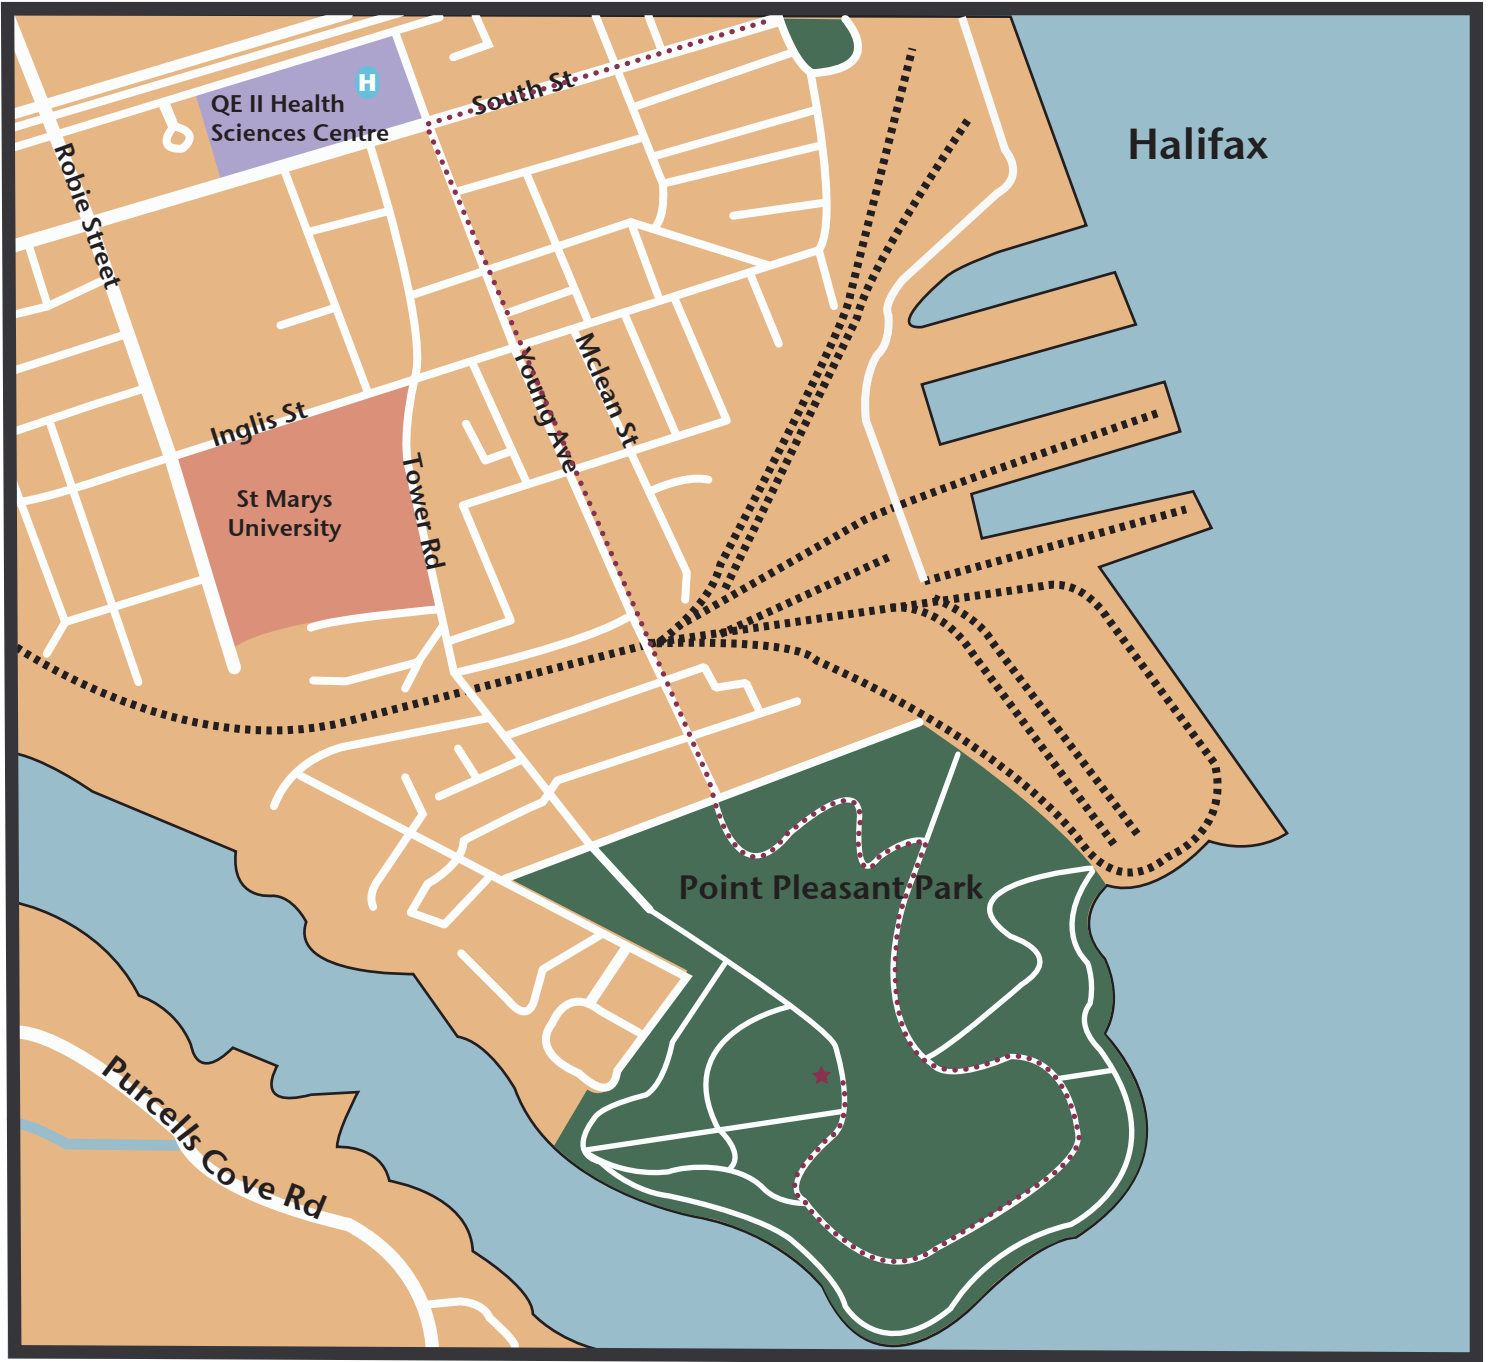 H
QE II Health
Sciences Centre
South St
Halifax
Robie Street
Inglis St
Young Ave
Mclean St
Tower Rd
St Marys
University
Point Pleasant Park
Purcells Cove Rd